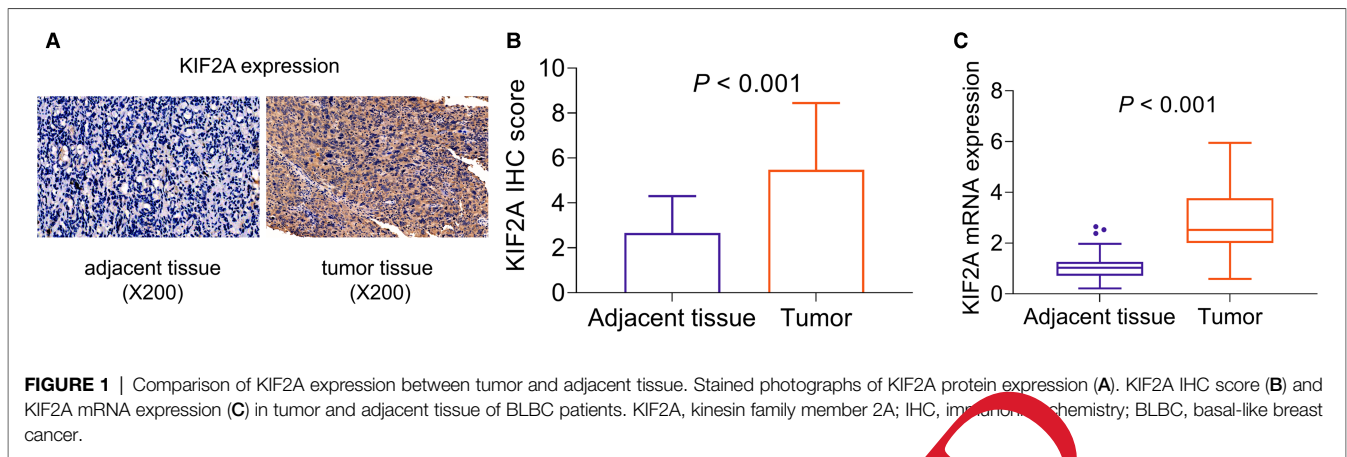 A
KIF2A expression
adjacent tissue
(X200)
tumor tissue
(X200)
B
KIF2A IHC score
10
8
6
4
2
0
P < 0.001
Adjacent tissue
Tumor
C
KIF2A mRNA expression
8
6
4
2
0
P < 0.001
Adjacent tissue
Tumor
FIGURE 1 | Comparison of KIF2A expression between tumor and adjacent tissue. Stained photographs of KIF2A protein expression (A). KIF2A IHC score (B) and
KIF2A mRNA expression (C) in tumor and adjacent tissue of BLBC patients. KIF2A, kinesin family member 2A; IHC, chemistry; BLBC, basal-like breast
cancer.